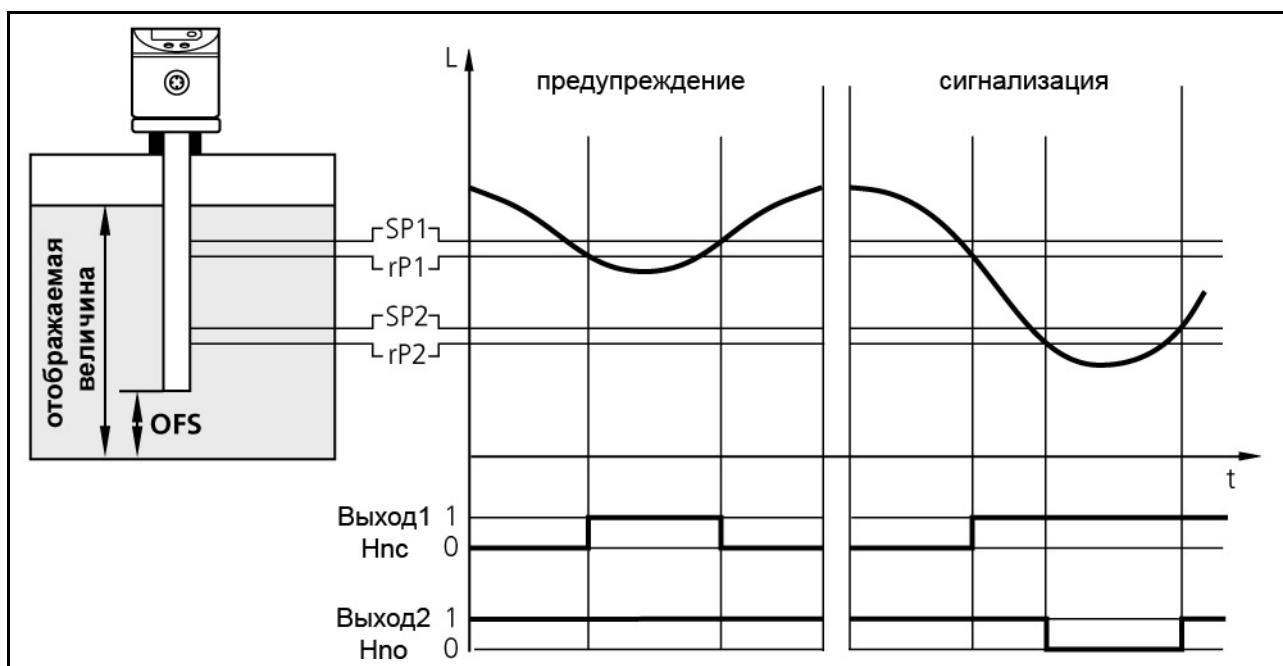 L
предупреждение
сигнализация
SP1
rP1
SP2
rP2
отображаемая
величина
OFS
t
Выход1 1
Hnc 0
Выход2 1
Hno 0